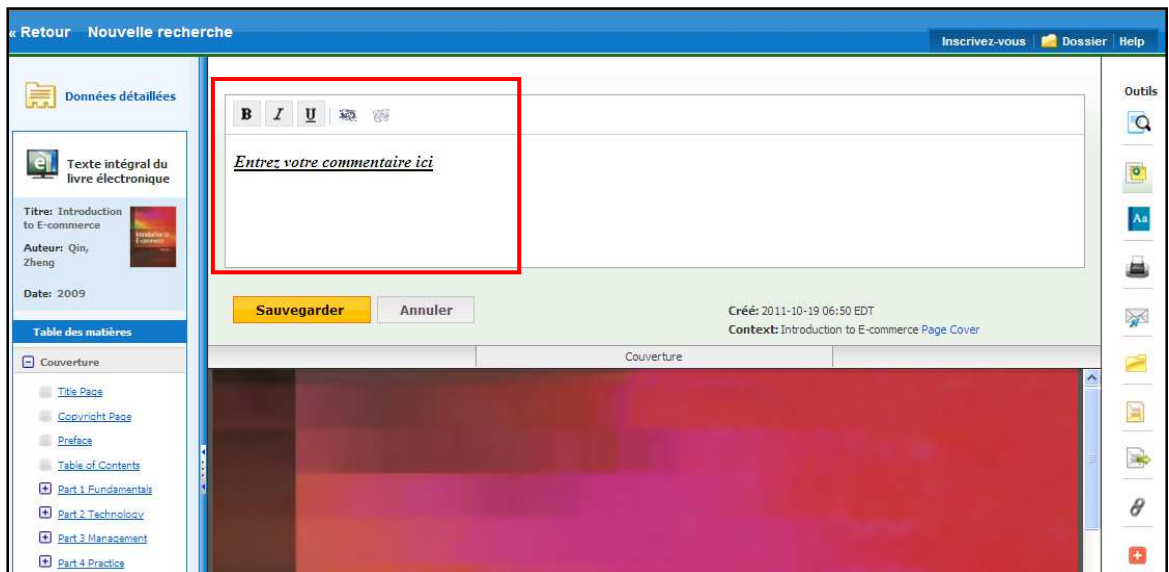 « Retour Nouvelle recherche
Inscrivez-vous Dossier Help
Données détaillées
Texte intégral du
livre électronique
Titre: Introduction
to E-commerce
Auteur: Qin,
Zheng
Date: 2009
Table des matières
Couverture
Title Page
Copyright Page
Preface
Table of Contents
Part 1 Fundamentals
Part 2 Technology
Part 3 Management
Part 4 Practice
B I U
Entrez votre commentaire ici
Sauvegarder Annuler
Créé: 2011-10-19 06:50 EDT
Context: Introduction to E-commerce Page Cover
Couverture
Outils
Aa